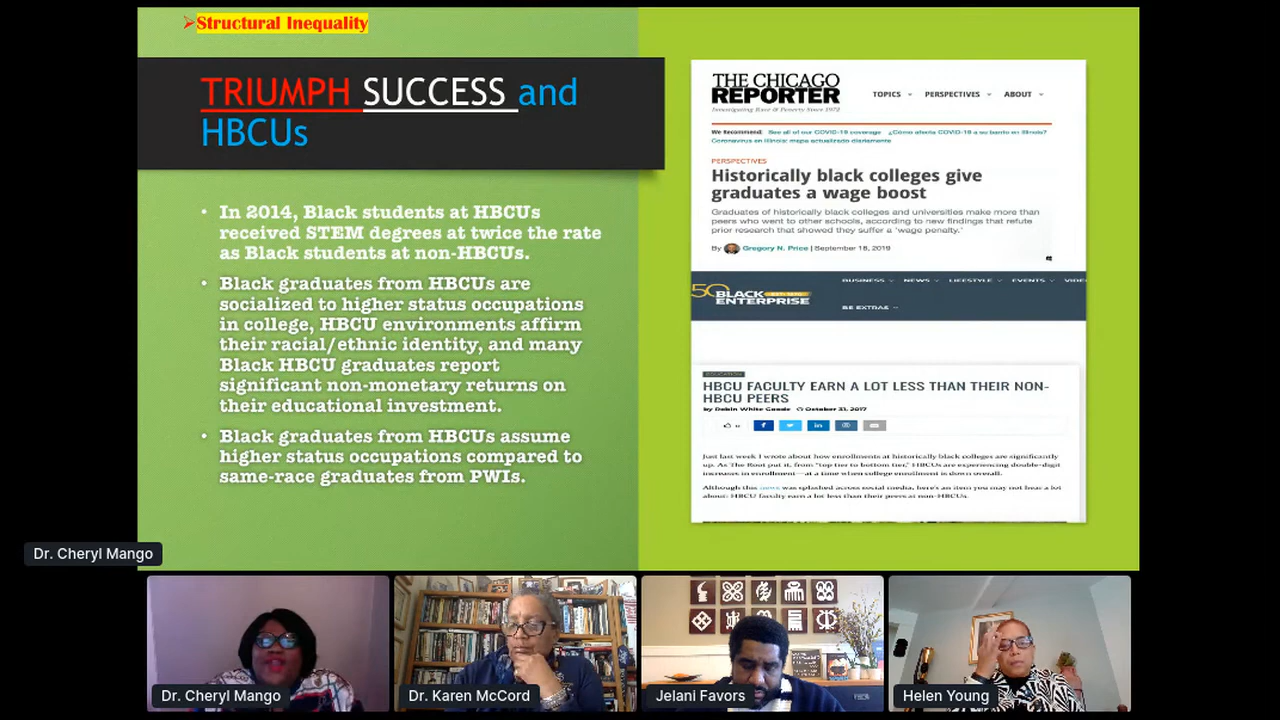 ➢Structural Inequality
TRIUMPH SUCCESS and
HBCUs
• In 2014, Black students at HBCUs
received STEM degrees at twice the rate
as Black students at non-HBCUs.
• Black graduates from HBCUs are
socialized to higher status occupations
in college, HBCU environments affirm
their racial/ethnic identity, and many
Black HBCU graduates report
significant non-monetary returns on
their educational investment.
• Black graduates from HBCUs assume
higher status occupations compared to
same-race graduates from PWIs.
THE CHICAGO
REPORTER
Investigating Race & Poverty Since 1972
TOPICS PERSPECTIVES ABOUT
We Recommend: See all of our COVID-19 coverage ¿Cómo afecta COVID-19 a su barrio en Illinois?
Coronavirus en Illinois: mapa actualizado diariamente
PERSPECTIVES
Historically black colleges give
graduates a wage boost
Graduates of historically black colleges and universities make more than
peers who went to other schools, according to new findings that refute
prior research that showed they suffer a 'wage penalty.'
By Gregory N. Price | September 18, 2019
50 BLACK
ENTERPRISE
BUSINESS NEWS LIFESTYLE EVENTS VIDE
BE EXTRAS
EDUCATION
HBCU FACULTY EARN A LOT LESS THAN THEIR NON-
HBCU PEERS
by Robin White Goode October 31, 2017
Just last week I wrote about how enrollments at historically black colleges are significantly
up. As The Root put it, from "top tier to bottom tier," HBCUs are experiencing double-digit
increases in enrollment—at a time when college enrollment is down overall.
Although this news was splashed across social media, here's an item you may not hear a lot
about: HBCU faculty earn a lot less than their peers at non-HBCUs.
Dr. Cheryl Mango
Dr. Cheryl Mango
Dr. Karen McCord
Jelani Favors
Helen Young